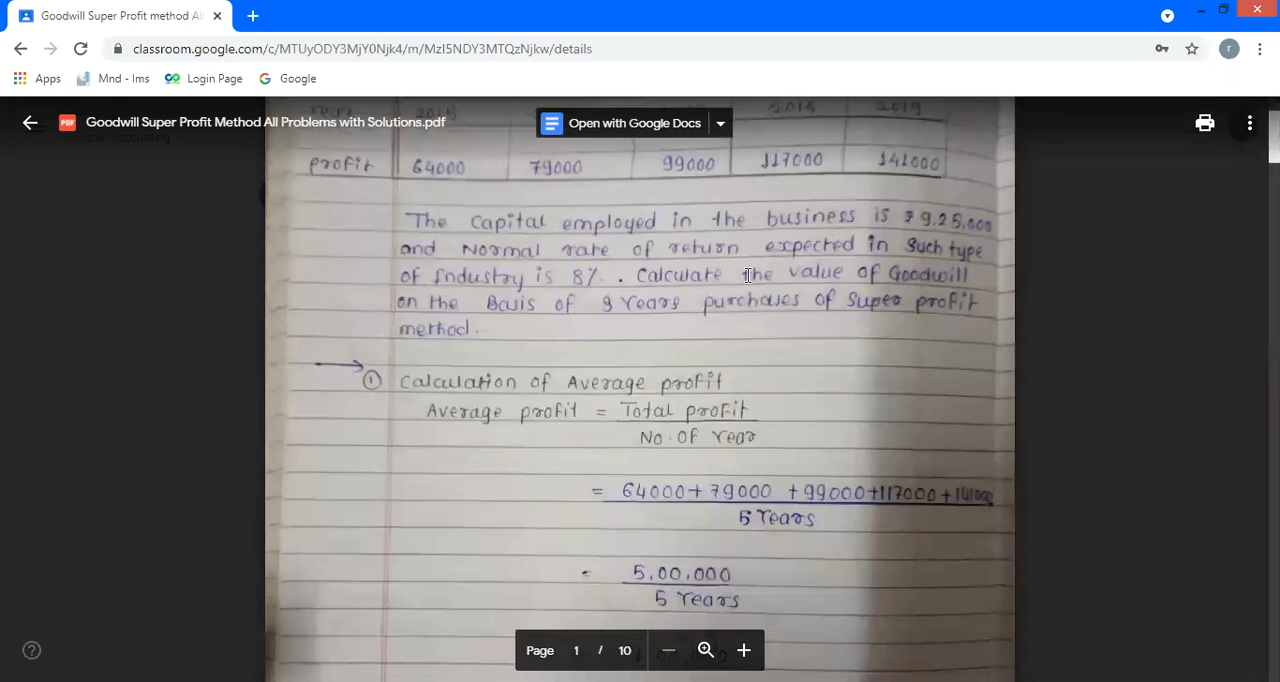 Goodwill Super Profit method All
classroom.google.com/c/MTUyODY3MjY0Njk4/m/MzI5NDY3MTQzNjkw/details
Apps Mnd - Ims Login Page Google
PDF Goodwill Super Profit Method All Problems with Solutions.pdf Open with Google Docs
2019
profit 64000 79000 99000 117000 141000
The Capital employed in the business is ₹ 9.25,000
and Normal rate of return expected in Such type
of Industry is 8%. Calculate the value of Goodwill
on the Basis of 3 Years purchases of super profit
method.
① Calculation of Average profit
Average profit = Total profit
No. Of Year
= 64000+ 79000 +99000+117000+141000
5 Years
= 5,00,000
5 Years
Page 1 / 10